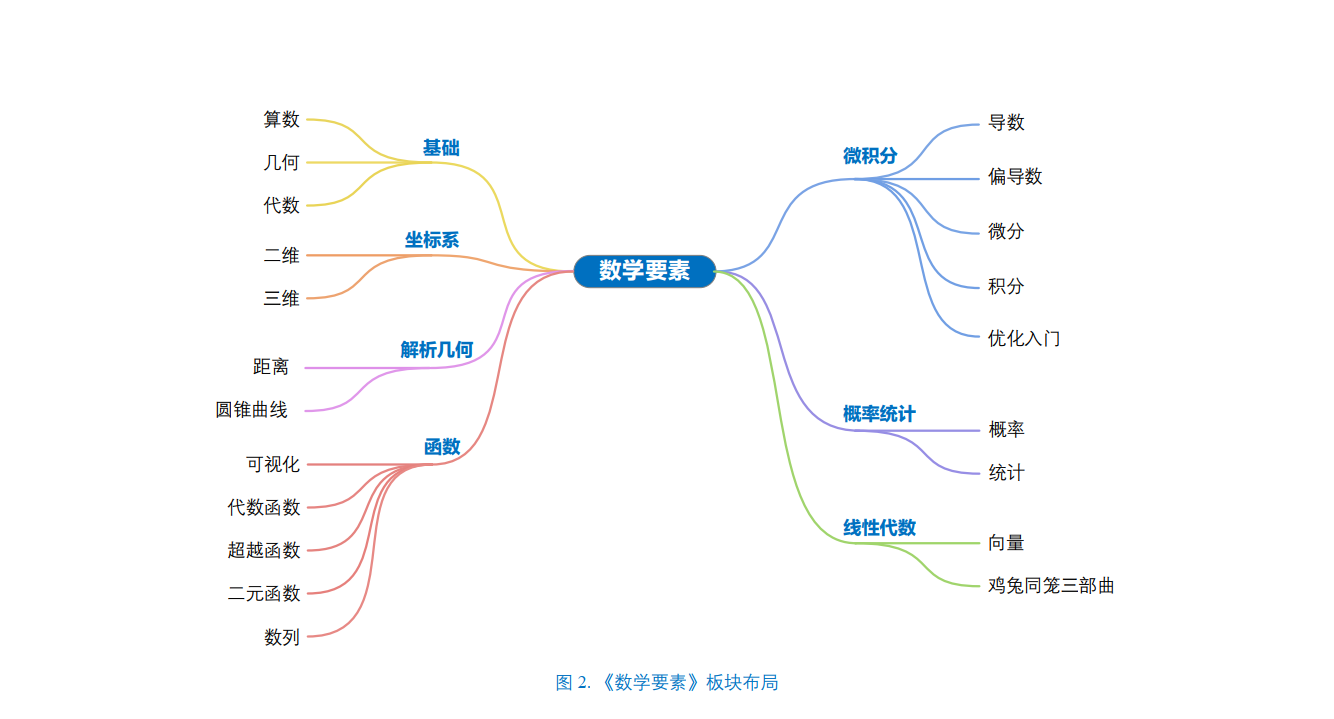 数学要素
基础
算数
几何
代数
坐标系
二维
三维
解析几何
距离
圆锥曲线
函数
可视化
代数函数
超越函数
二元函数
数列
微积分
导数
偏导数
微分
积分
优化入门
概率统计
概率
统计
线性代数
向量
鸡兔同笼三部曲
图 2. 《数学要素》板块布局